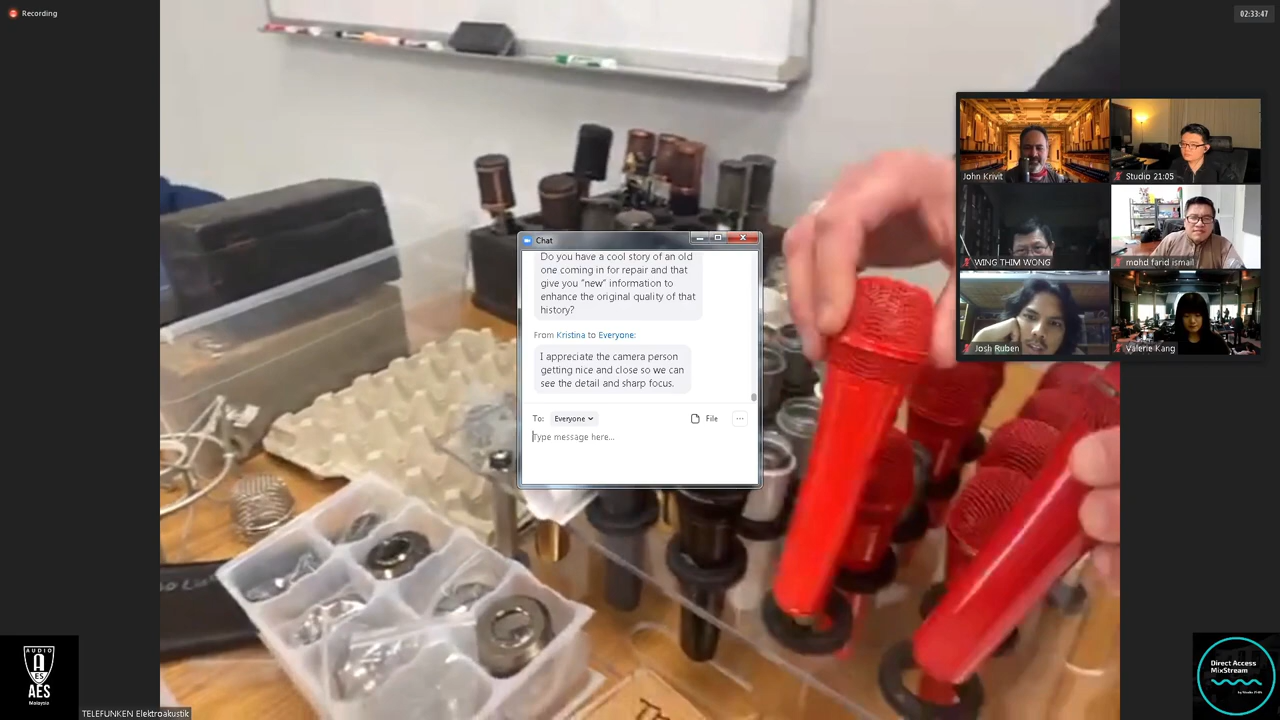 Recording
02:33:47
John Krivit
Studio 21:05
WING THIM WONG
mohd farid ismail
Josh Ruben
Valerie Kang
Chat
Do you have a cool story of an old
one coming in for repair and that
give you "new" information to
enhance the original quality of that
history?
From Kristina to Everyone:
I appreciate the camera person
getting nice and close so we can
see the detail and sharp focus.
To: Everyone
File
Type message here...
AUDIO
AES
Malaysia
TELEFUNKEN Elektroakustik
Direct Access
MixStream